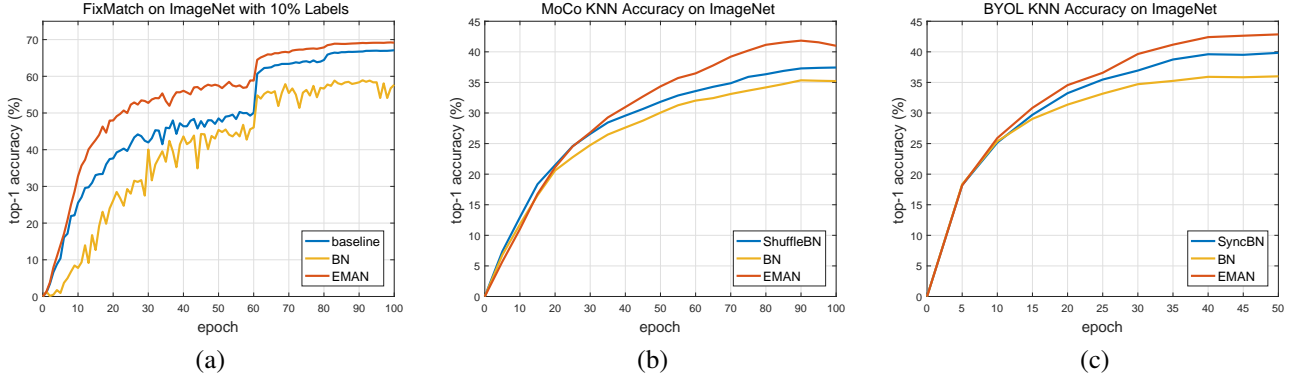 FixMatch on ImageNet with 10% Labels
top-1 accuracy (%)
70
60
50
40
30
20
10
0
0 10 20 30 40 50 60 70 80 90 100
epoch
baseline
BN
EMAN
(a)
MoCo KNN Accuracy on ImageNet
top-1 accuracy (%)
45
40
35
30
25
20
15
10
5
0
0 10 20 30 40 50 60 70 80 90 100
epoch
ShuffleBN
BN
EMAN
(b)
BYOL KNN Accuracy on ImageNet
top-1 accuracy (%)
45
40
35
30
25
20
15
10
5
0
0 5 10 15 20 25 30 35 40 45 50
epoch
SyncBN
BN
EMAN
(c)